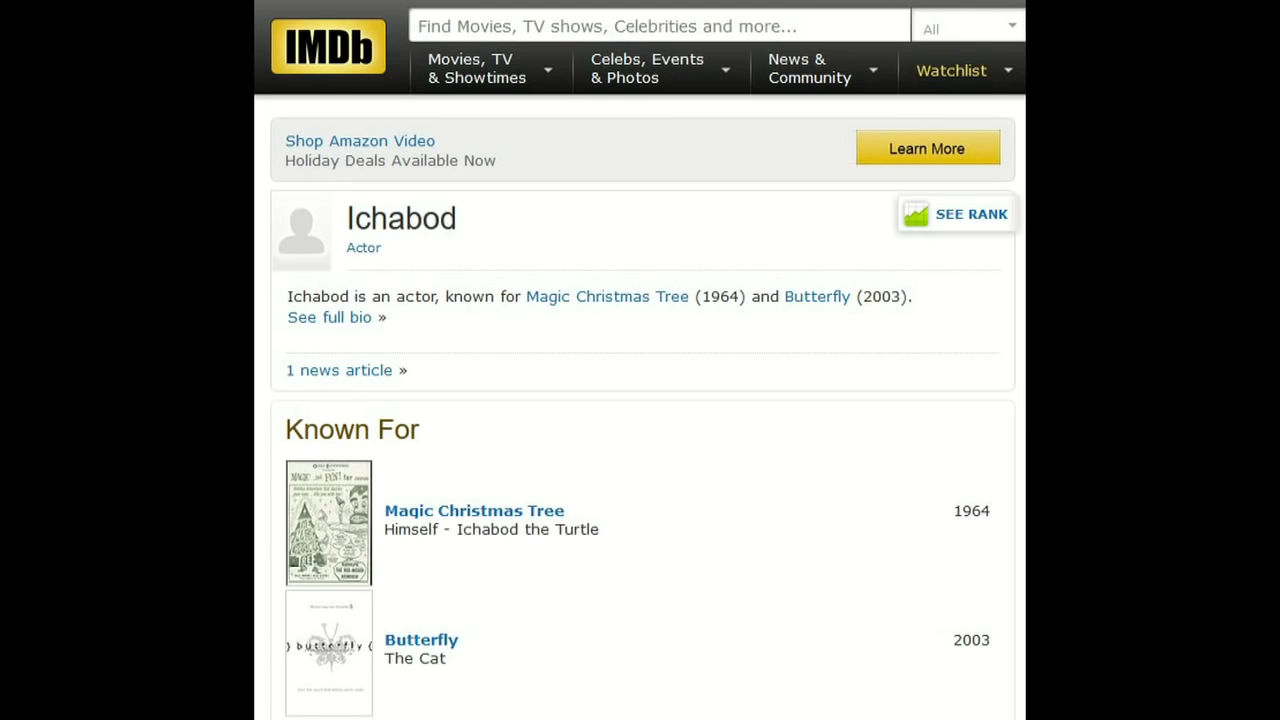 IMDb
Find Movies, TV shows, Celebrities and more...
All
Movies, TV
& Showtimes
Celebs, Events
& Photos
News &
Community
Watchlist
Shop Amazon Video
Holiday Deals Available Now
Learn More
Ichabod
SEE RANK
Actor
Ichabod is an actor, known for Magic Christmas Tree (1964) and Butterfly (2003).
See full bio »
1 news article »
Known For
Magic Christmas Tree
1964
Himself - Ichabod the Turtle
} butterfly {
Butterfly
2003
The Cat